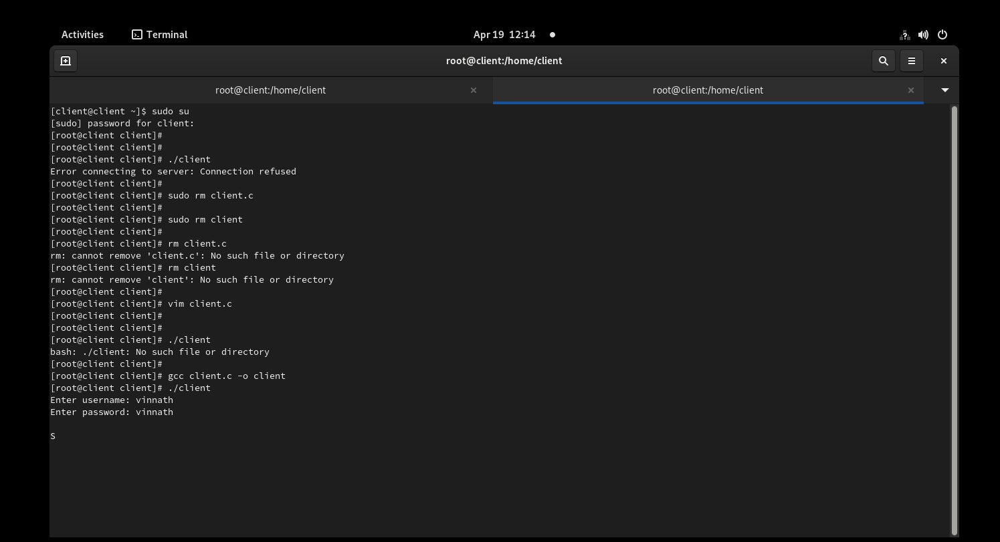 Activities Terminal Apr 19 12:14
root@client:/home/client
root@client:/home/client root@client:/home/client
[client@client ~]$ sudo su
[sudo] password for client:
[root@client client]#
[root@client client]#
[root@client client]# ./client
Error connecting to server: Connection refused
[root@client client]#
[root@client client]# sudo rm client.c
[root@client client]#
[root@client client]# sudo rm client
[root@client client]#
[root@client client]# rm client.c
rm: cannot remove 'client.c': No such file or directory
[root@client client]# rm client
rm: cannot remove 'client': No such file or directory
[root@client client]#
[root@client client]# vim client.c
[root@client client]#
[root@client client]#
[root@client client]# ./client
bash: ./client: No such file or directory
[root@client client]#
[root@client client]# gcc client.c -o client
[root@client client]# ./client
Enter username: vinnath
Enter password: vinnath
S